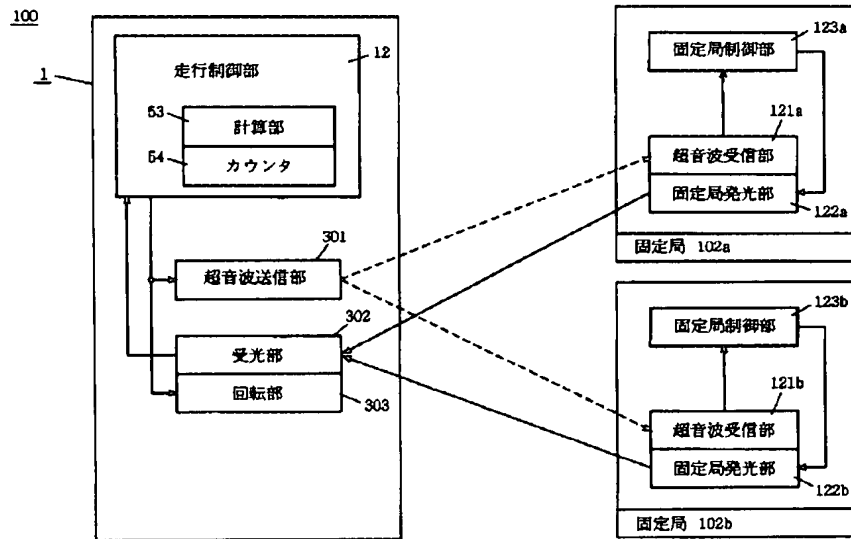 100
1
12
走行制御部
53
計算部
54
カウンタ
301
超音波送信部
302
受光部
回転部
303
123a
固定局制御部
121a
超音波受信部
固定局発光部
122a
固定局 102a
123b
固定局制御部
121b
超音波受信部
固定局発光部
122b
固定局 102b